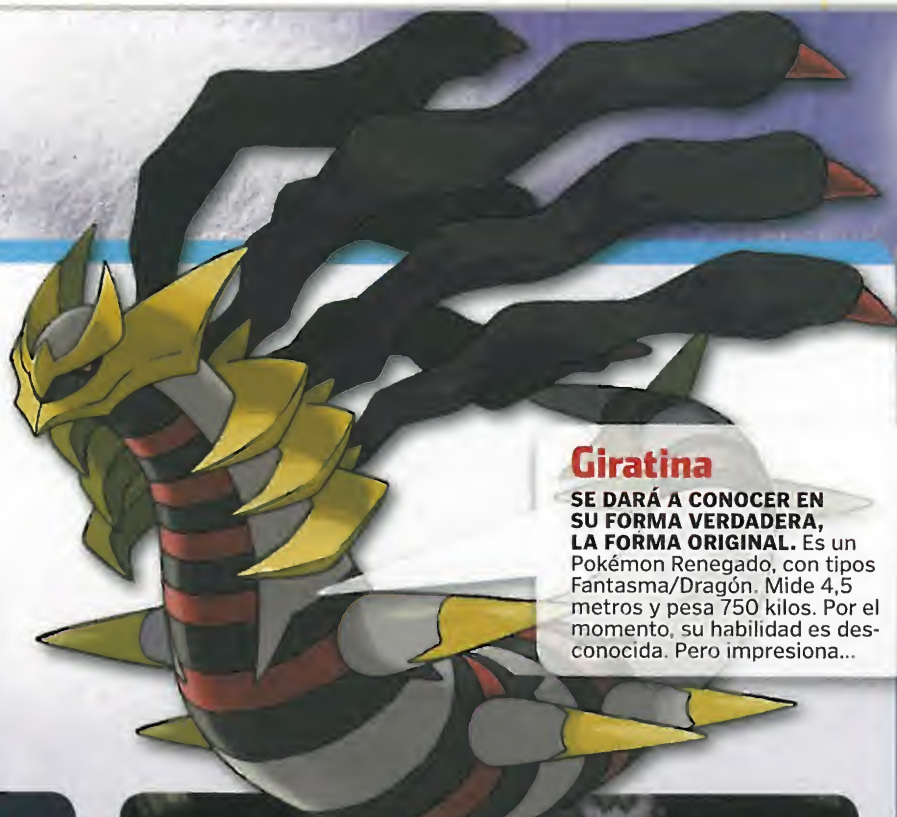 Giratina
SE DARÁ A CONOCER EN
SU FORMA VERDADERA,
LA FORMA ORIGINAL. Es un
Pokémon Renegado, con tipos
Fantasma/Dragón. Mide 4,5
metros y pesa 750 kilos. Por el
momento, su habilidad es des-
conocida. Pero impresiona...